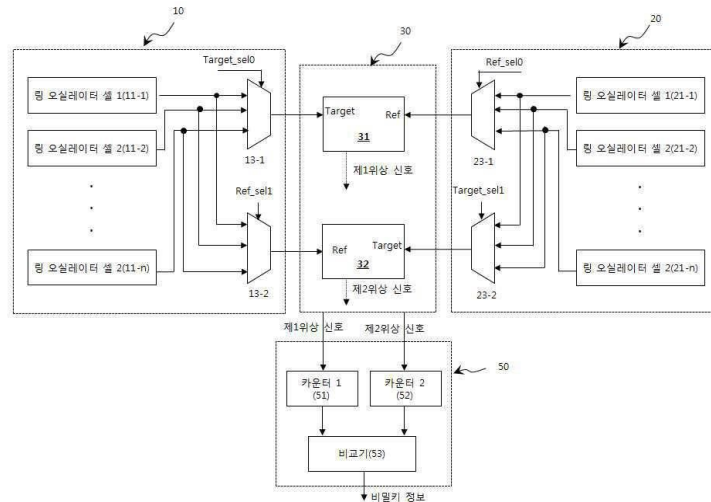 10
30
20
Target_sel0
Ref_sel0
링 오실레이터 셀 1(11-1)
링 오실레이터 셀 2(11-2)
링 오실레이터 셀 2(11-n)
13-1
Ref_sel1
13-2
Target
Ref
31
제1위상 신호
Ref
Target
32
제2위상 신호
23-1
Target_sel1
23-2
링 오실레이터 셀 1(21-1)
링 오실레이터 셀 2(21-2)
링 오실레이터 셀 2(21-n)
제1위상 신호
제2위상 신호
50
카운터 1
(51)
카운터 2
(52)
비교기(53)
비밀키 정보